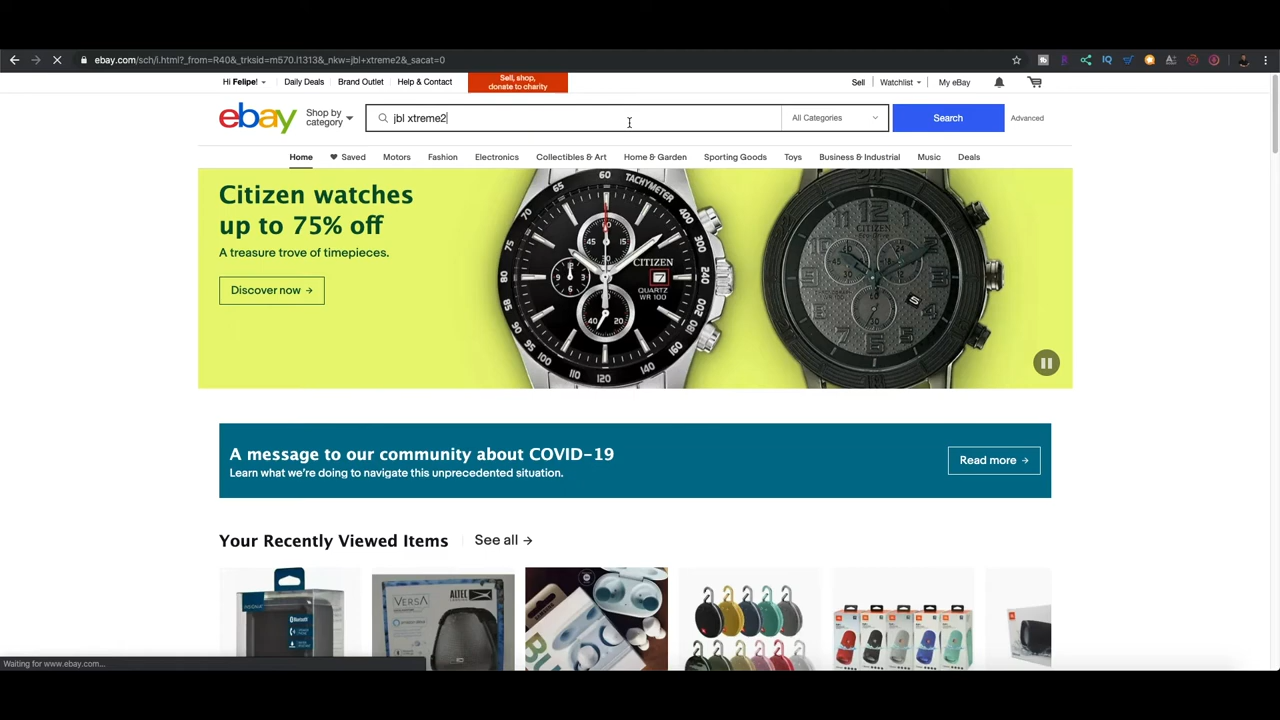 ebay.com/sch/i.html?_from=R40&_trksid=m570.l1313&_nkw=jbl+xtreme2&_sacat=0
Hi Felipe!
Daily Deals
Brand Outlet
Help & Contact
Sell, shop,
donate to charity
Sell
Watchlist
My eBay
ebay
Shop by
category
jbl xtreme2
All Categories
Search
Advanced
Home
Saved
Motors
Fashion
Electronics
Collectibles & Art
Home & Garden
Sporting Goods
Toys
Business & Industrial
Music
Deals
Citizen watches
up to 75% off
A treasure trove of timepieces.
Discover now →
TACHYMETER
CITIZEN
QUARTZ
WR 100
A message to our community about COVID-19
Learn what we're doing to navigate this unprecedented situation.
Read more →
Your Recently Viewed Items
See all →
INSIGNIA
VERSA
ALTEC
LANSING
Waiting for www.ebay.com...